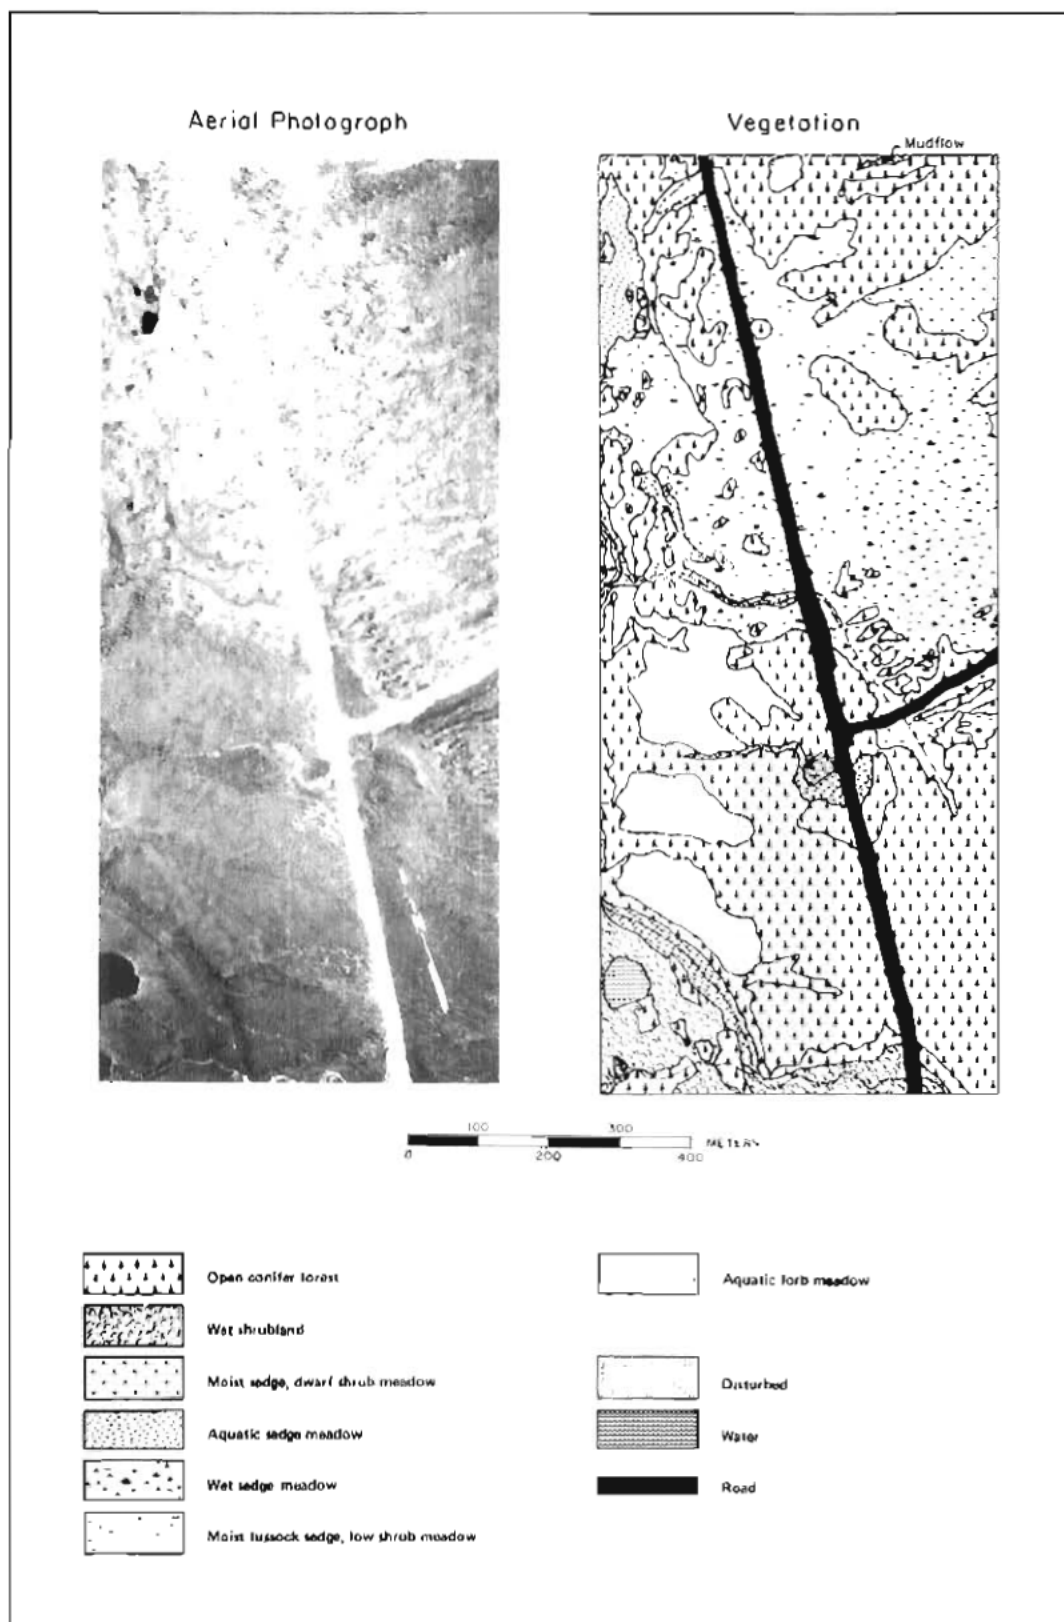 Aerial Photograph
Vegetation
Mudflow
100
300
0
200
400
METERS
Open conifer forest
Wet shrubland
Moist sedge, dwarf shrub meadow
Aquatic sedge meadow
Wet sedge meadow
Moist tussock sedge, low shrub meadow
Aquatic forb meadow
Disturbed
Water
Road